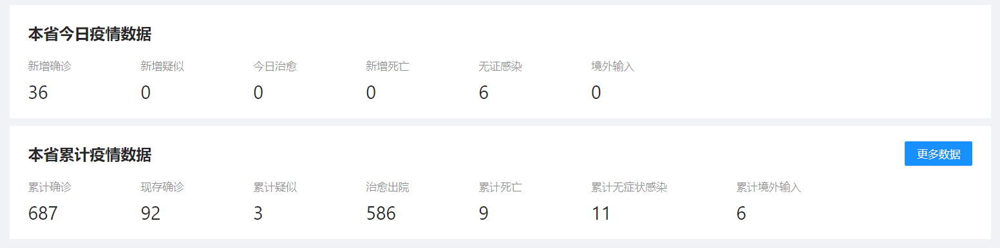 本省今日疫情数据
新增确诊 新增疑似 今日治愈 新增死亡 无证感染 境外输入
36 0 0 0 6 0
本省累计疫情数据 更多数据
累计确诊 现存确诊 累计疑似 治愈出院 累计死亡 累计无症状感染 累计境外输入
687 92 3 586 9 11 6